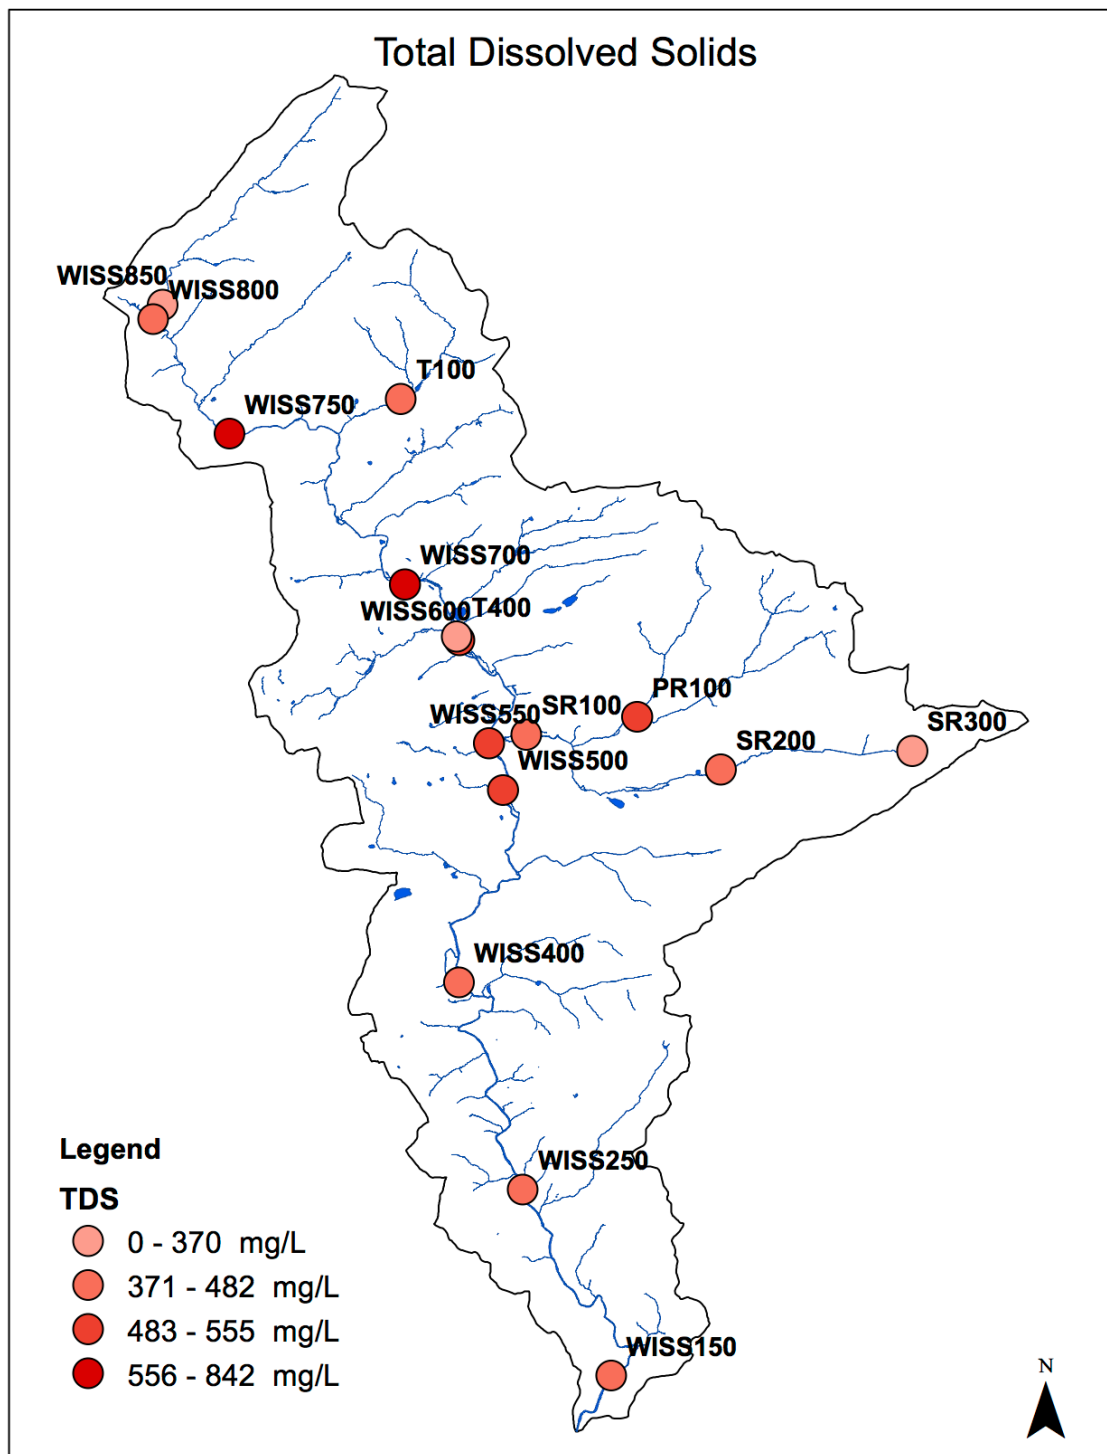 Total Dissolved Solids
WISS850
WISS800
T100
WISS750
WISS700
WISS600
T400
PR100
SR100
WISS550
SR300
SR200
WISS500
WISS400
WISS250
WISS150
Legend
TDS
0 - 370 mg/L
371 - 482 mg/L
483 - 555 mg/L
556 - 842 mg/L
N